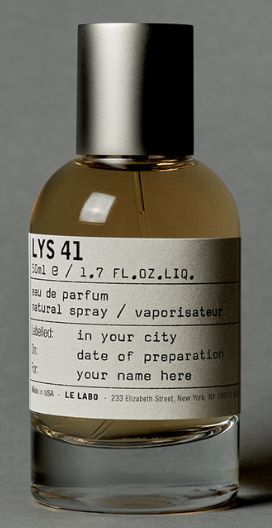 LYS 41
50ml ℮ / 1.7 FL.OZ.LIQ.
eau de parfum
natural spray / vaporisateur
Labelled: in your city
On: date of preparation
For: your name here
Made in USA - LE LABO - 233 Elizabeth Street, New York, NY